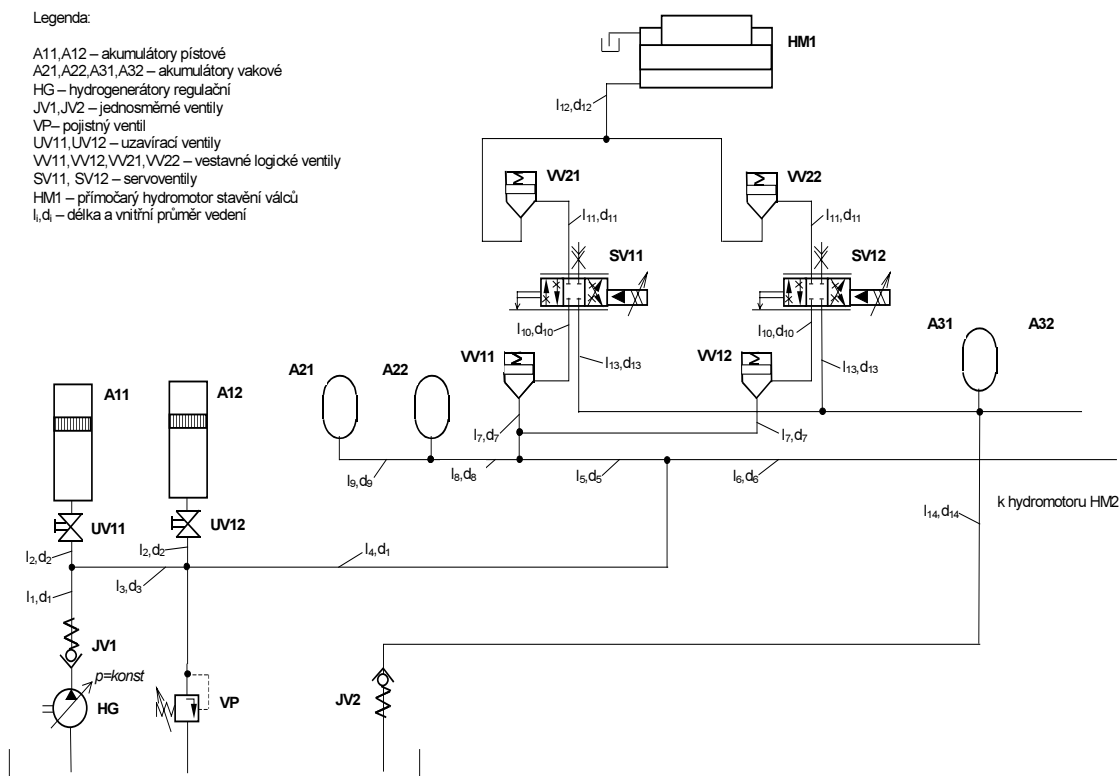 Legenda:
A11,A12 – akumulátory pístové
A21,A22,A31,A32 – akumulátory vakové
HG – hydrogenerátory regulační
JV1,JV2 – jednosměrné ventily
VP– pojistný ventil
UV11,UV12 – uzavírací ventily
VV11,VV12,VV21,VV22 – vestavné logické ventily
SV11, SV12 – servoventily
HM1 – přímočarý hydromotor stavění válců
li,di – délka a vnitřní průměr vedení
HM1
l12,d12
VV21
VV22
l11,d11
l11,d11
SV11
SV12
l10,d10
l10,d10
A31
A32
VV11
VV12
l13,d13
l13,d13
A21
A22
A11
A12
l7,d7
l7,d7
l9,d9
l8,d8
l5,d5
l6,d6
k hydromotoru HM2
l14,d14
UV11
UV12
l2,d2
l2,d2
l4,d1
l3,d3
l1,d1
JV1
p=konst
HG
VP
JV2